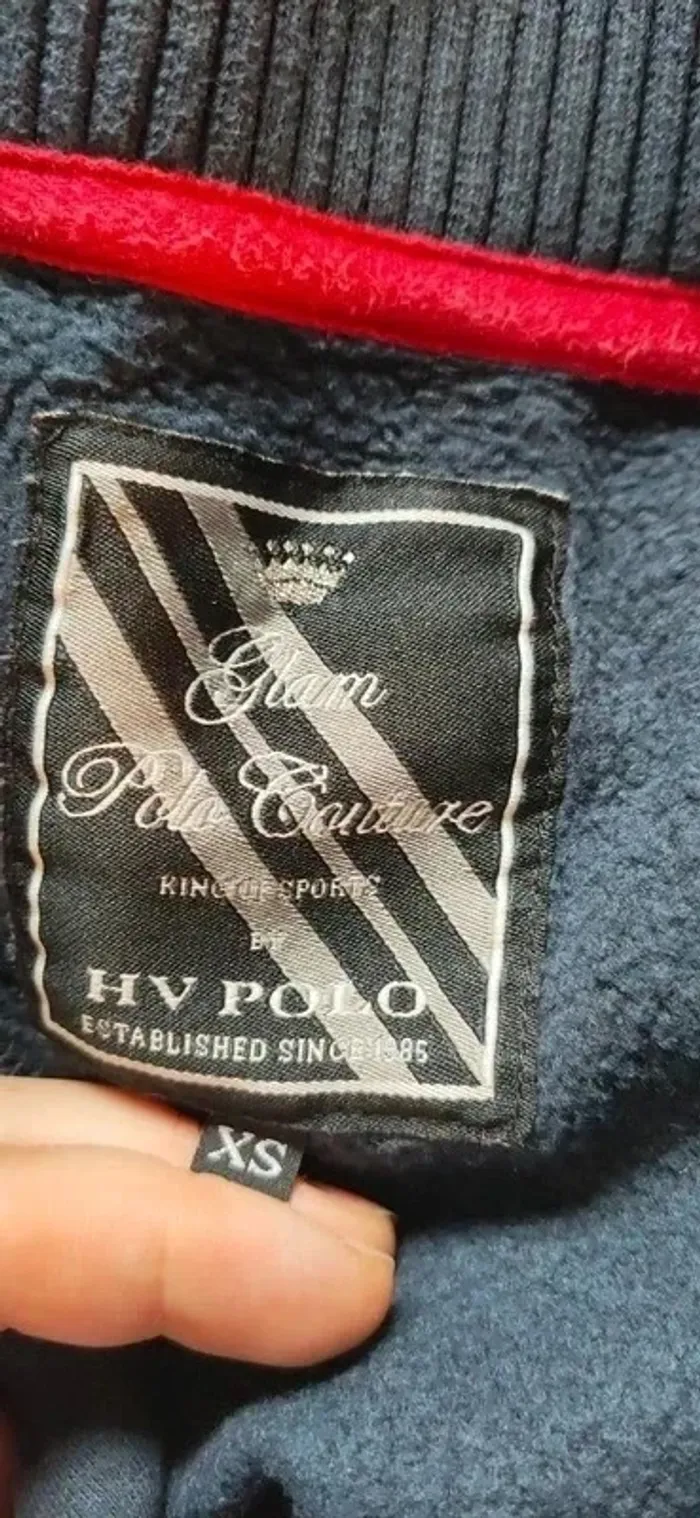 Glam
Polo Couture
KING OF SPORTS
BY
HV POLO
ESTABLISHED SINCE 1985
XS